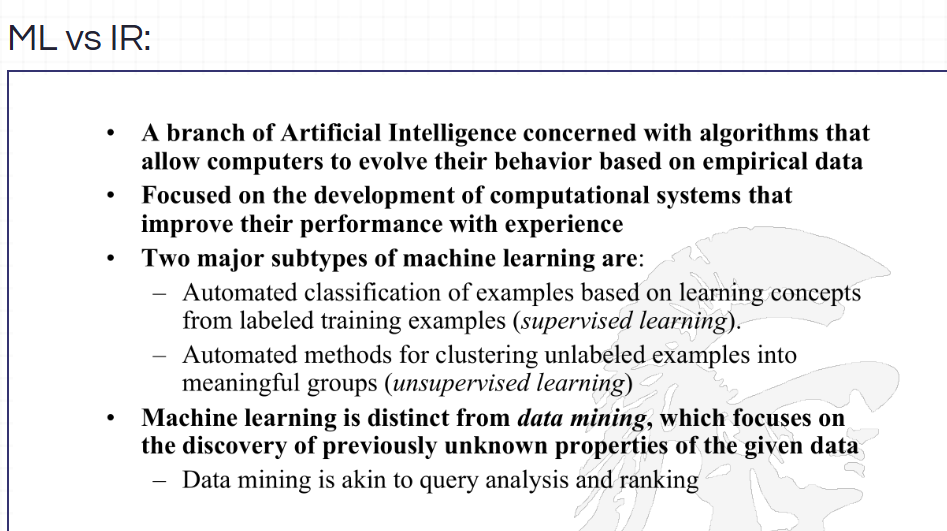 ML vs IR:
• A branch of Artificial Intelligence concerned with algorithms that
allow computers to evolve their behavior based on empirical data
• Focused on the development of computational systems that
improve their performance with experience
• Two major subtypes of machine learning are:
– Automated classification of examples based on learning concepts
from labeled training examples (supervised learning).
– Automated methods for clustering unlabeled examples into
meaningful groups (unsupervised learning)
• Machine learning is distinct from data mining, which focuses on
the discovery of previously unknown properties of the given data
– Data mining is akin to query analysis and ranking